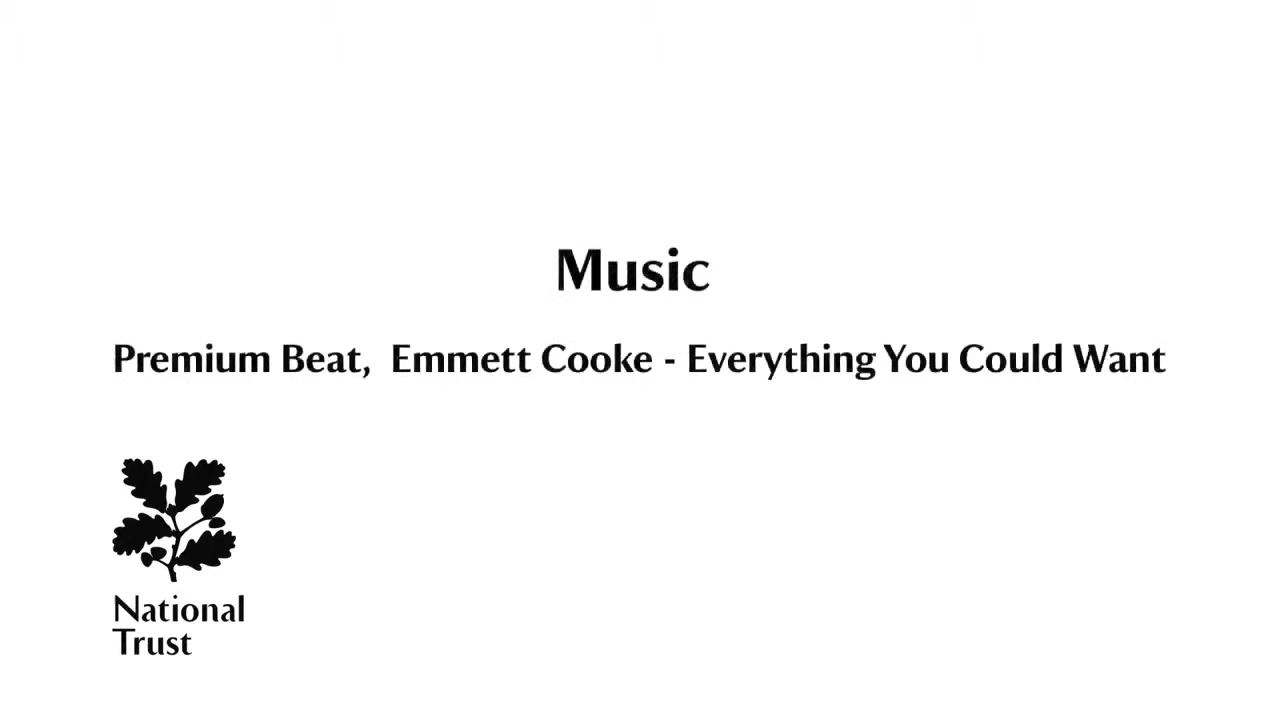 Music
Premium Beat,  Emmett Cooke - Everything You Could Want
National
Trust